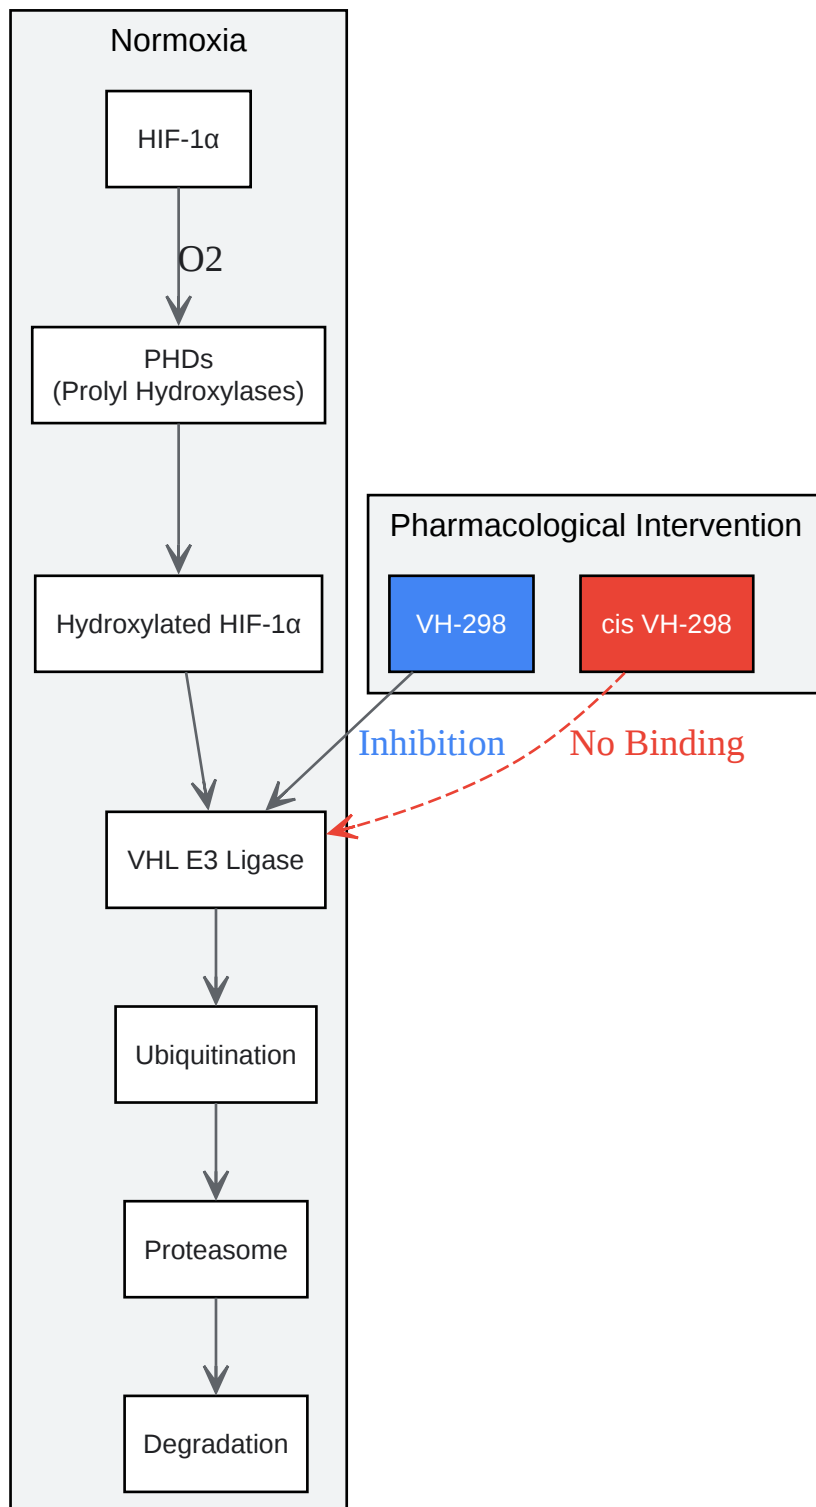 Normoxia
HIF-1α
O2
PHDs
(Prolyl Hydroxylases)
Hydroxylated HIF-1α
Pharmacological Intervention
VH-298
cis VH-298
Inhibition
No Binding
VHL E3 Ligase
Ubiquitination
Proteasome
Degradation